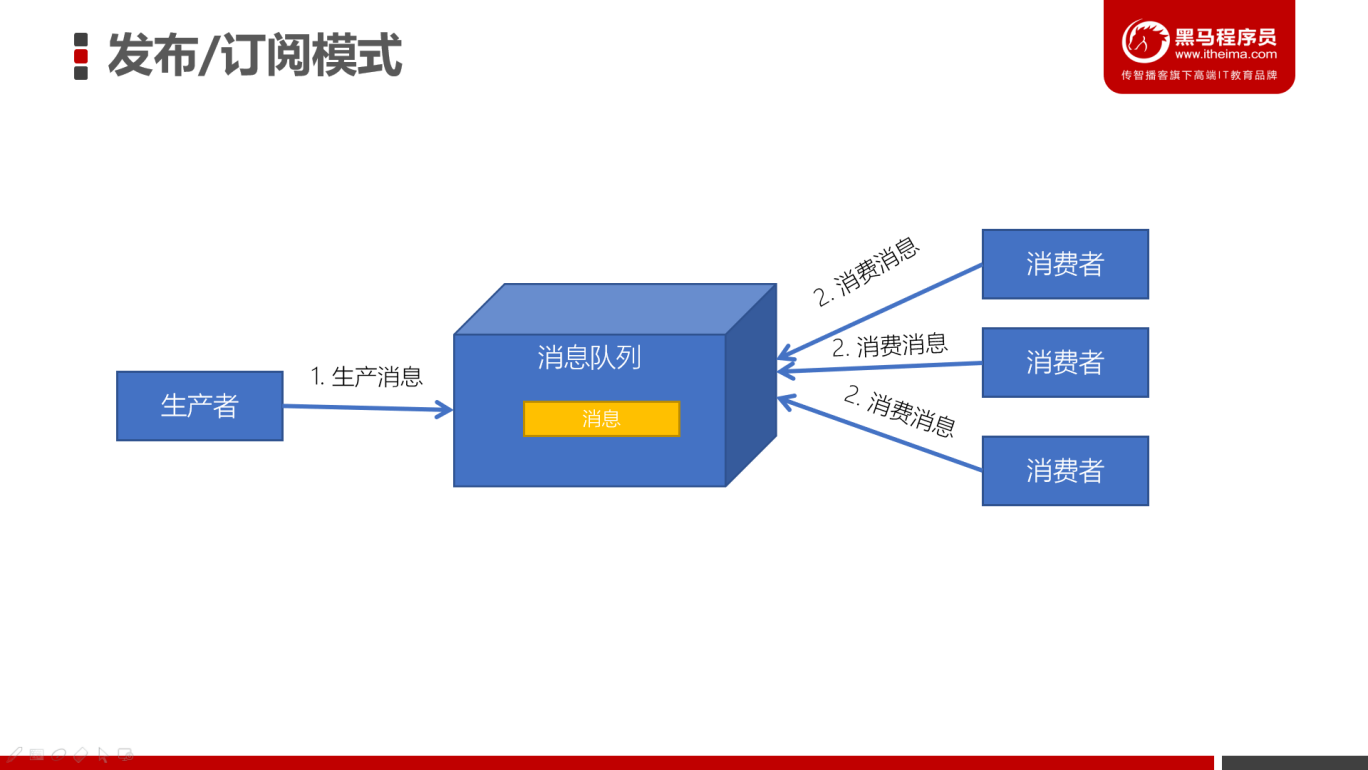 发布/订阅模式
黑马程序员
www.itheima.com
传智播客旗下高端IT教育品牌
2. 消费消息
消费者
消息队列
2. 消费消息
消费者
1. 生产消息
生产者
消息
2. 消费消息
消费者